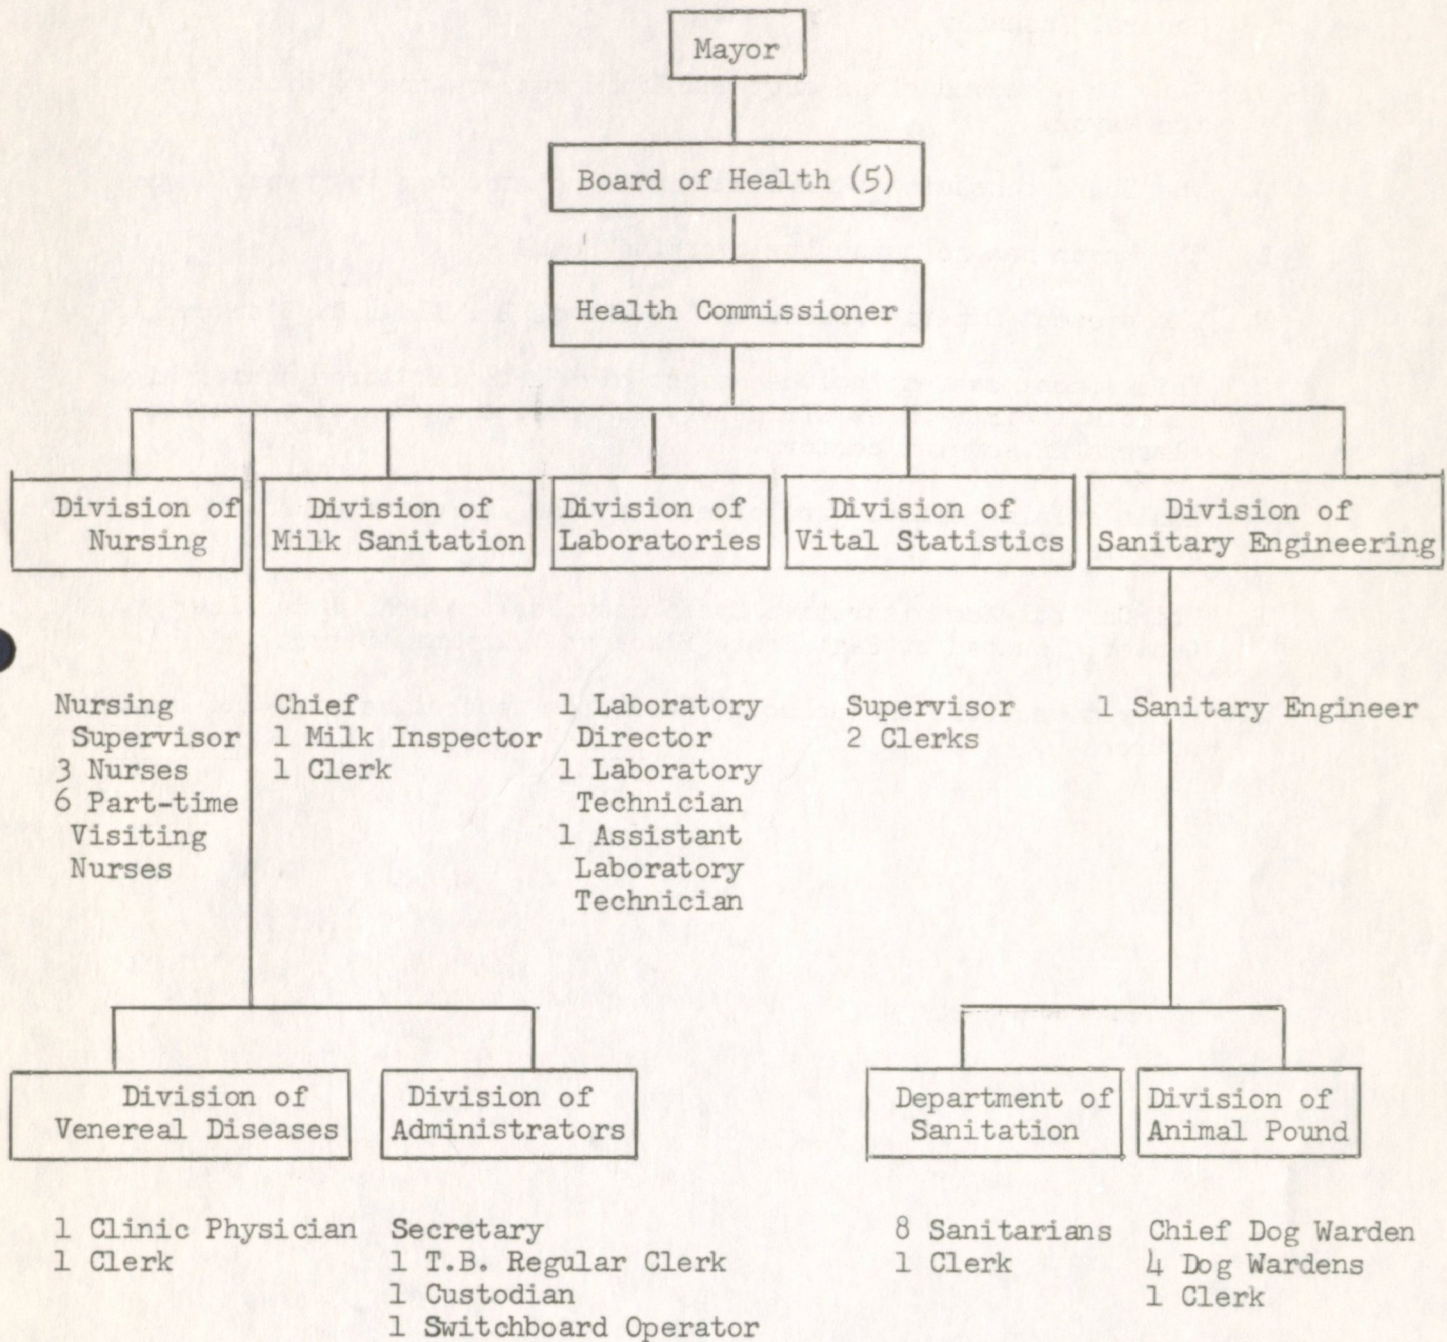 Mayor
Board of Health (5)
Health Commissioner
Division of
Nursing
Division of
Milk Sanitation
Division of
Laboratories
Division of
Vital Statistics
Division of
Sanitary Engineering
Nursing
Supervisor
3 Nurses
6 Part-time
Visiting
Nurses
Chief
1 Milk Inspector
1 Clerk
1 Laboratory
Director
1 Laboratory
Technician
1 Assistant
Laboratory
Technician
Supervisor
2 Clerks
1 Sanitary Engineer
Division of
Venereal Diseases
Division of
Administrators
Department of
Sanitation
Division of
Animal Pound
1 Clinic Physician
1 Clerk
Secretary
1 T.B. Regular Clerk
1 Custodian
1 Switchboard Operator
8 Sanitarians
1 Clerk
Chief Dog Warden
4 Dog Wardens
1 Clerk